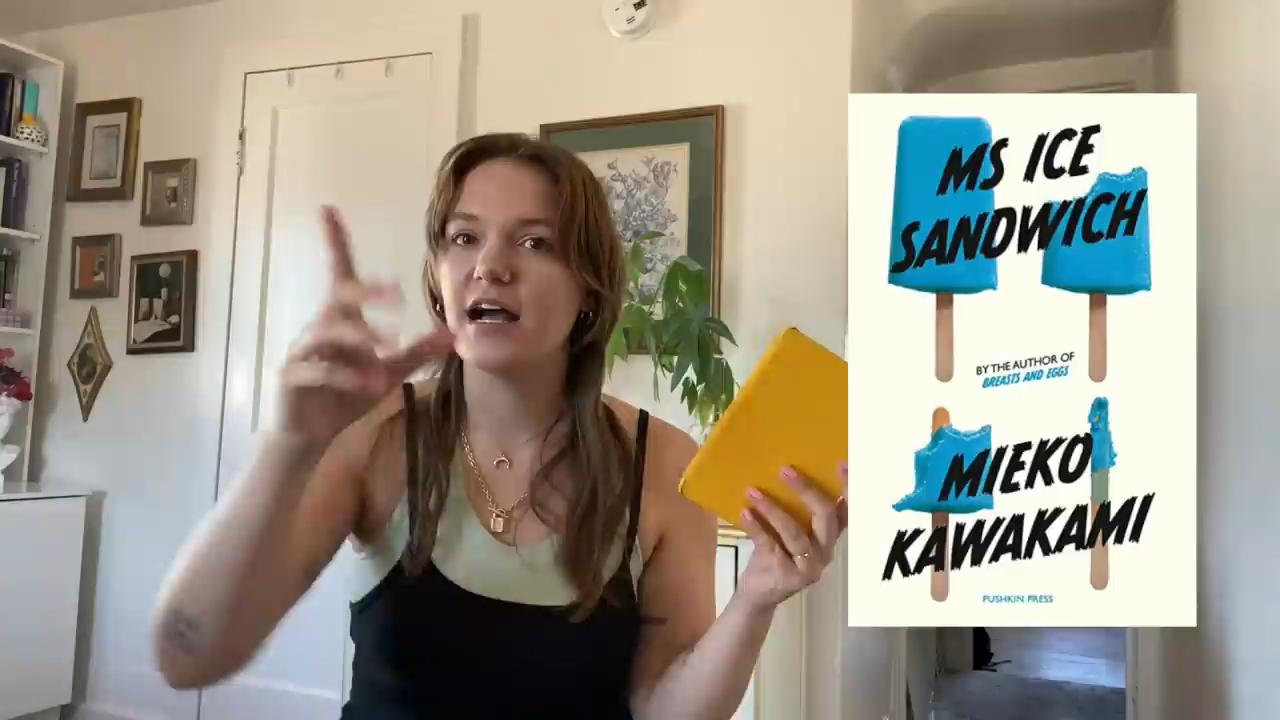 MS ICE
SANDWICH
BY THE AUTHOR OF
BREASTS AND EGGS
MIEKO
KAWAKAMI
PUSHKIN PRESS